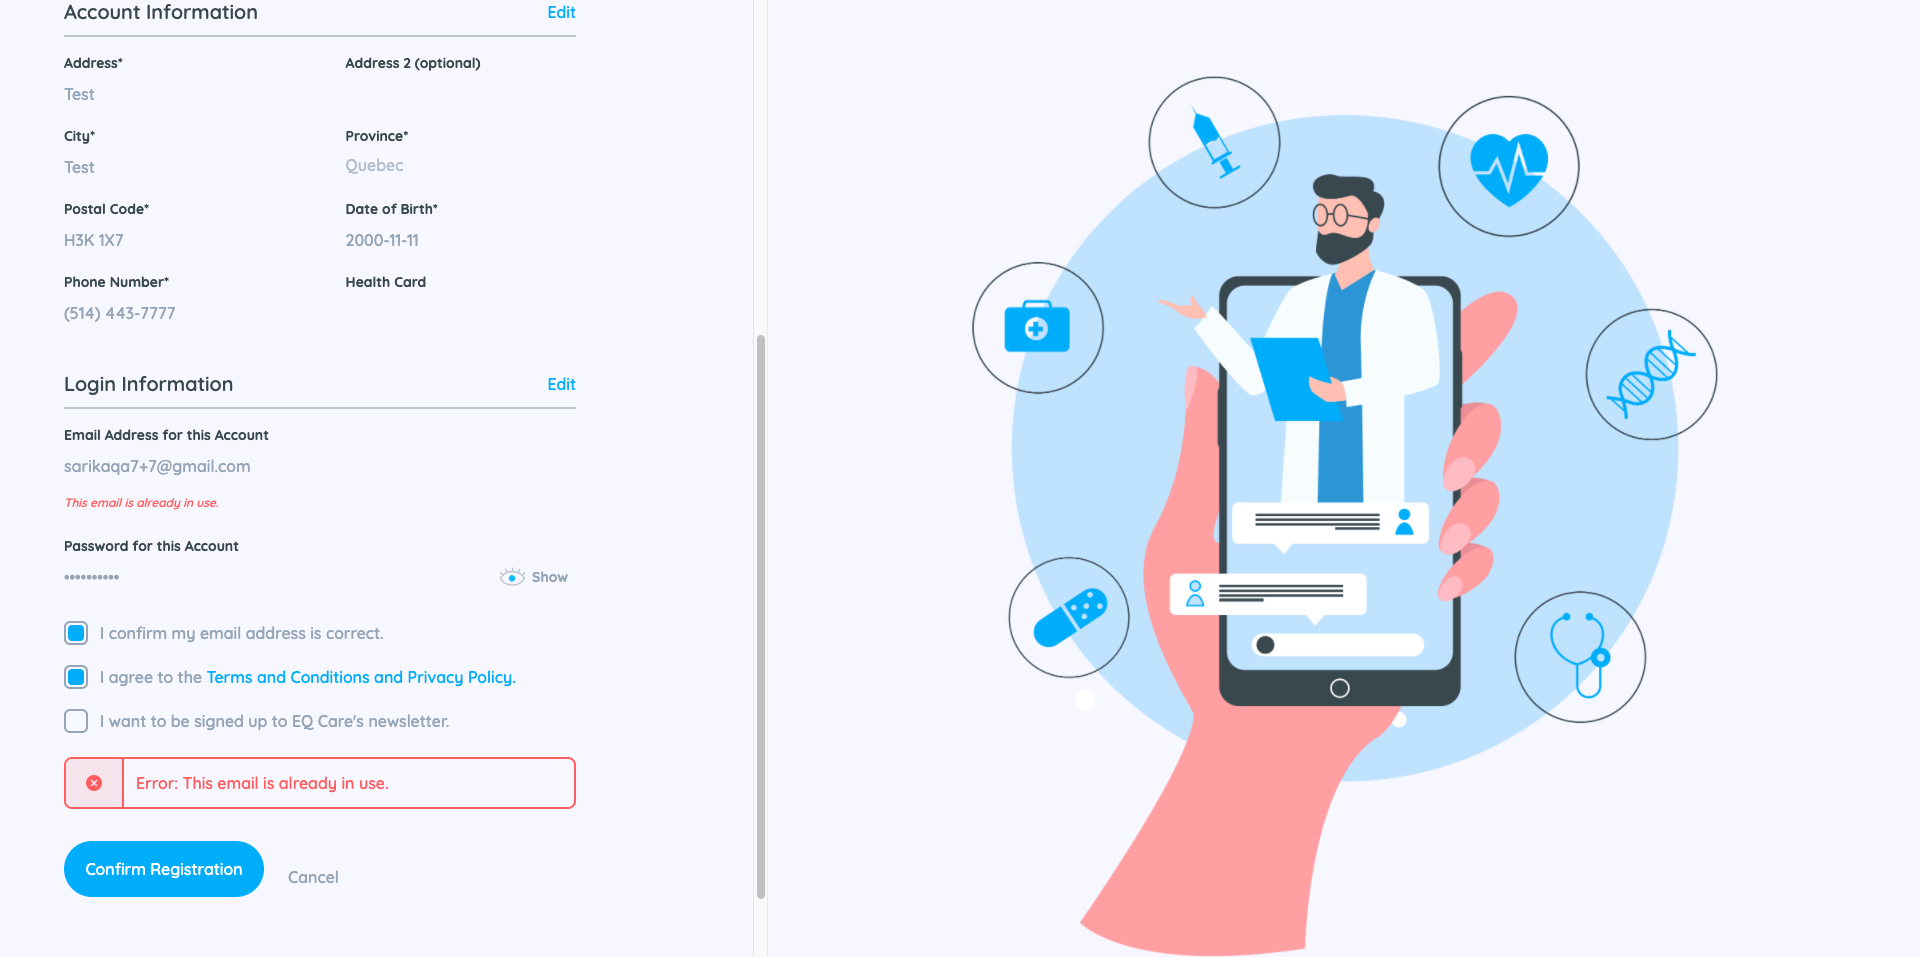 Account Information Edit
Address* Address 2 (optional)
Test
City* Province*
Test Quebec
Postal Code* Date of Birth*
H3K 1X7 2000-11-11
Phone Number* Health Card
(514) 443-7777
Login Information Edit
Email Address for this Account
sarikaqa7+7@gmail.com
This email is already in use.
Password for this Account
•••••••••• Show
I confirm my email address is correct.
I agree to the Terms and Conditions and Privacy Policy.
I want to be signed up to EQ Care's newsletter.
Error: This email is already in use.
Confirm Registration Cancel